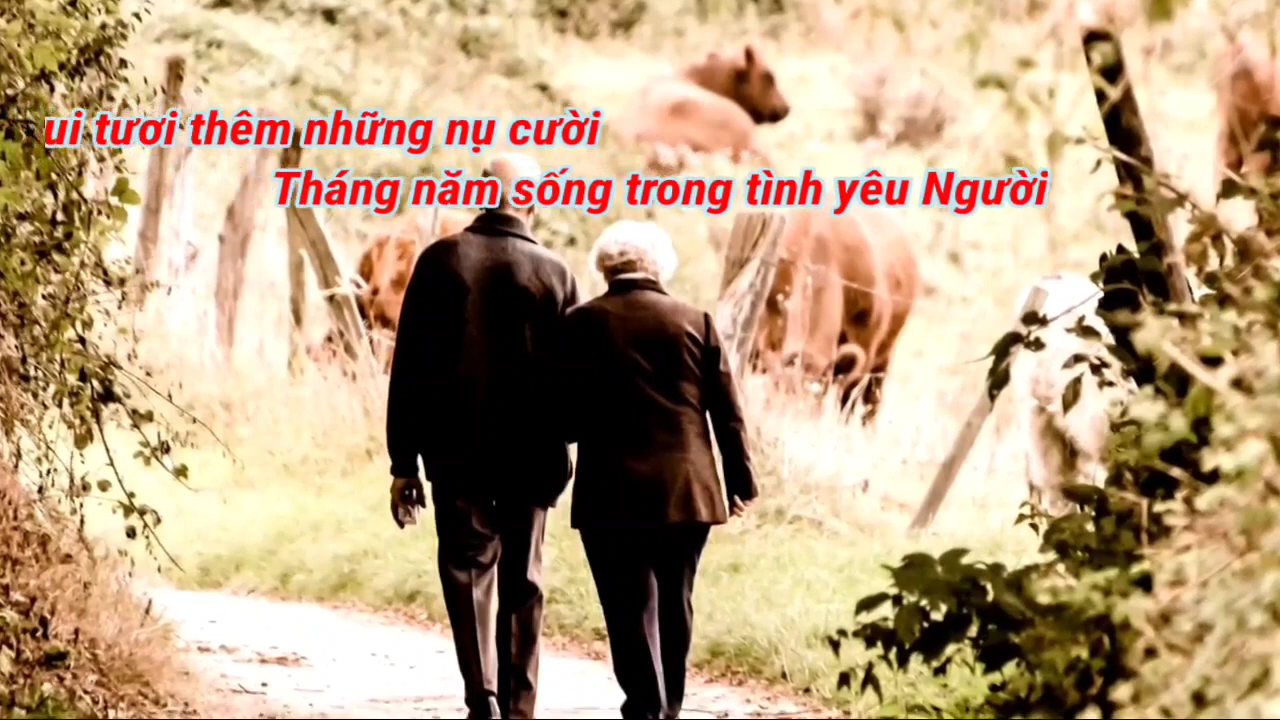 ui tươi thêm những nụ cười
Tháng năm sống trong tình yêu Người